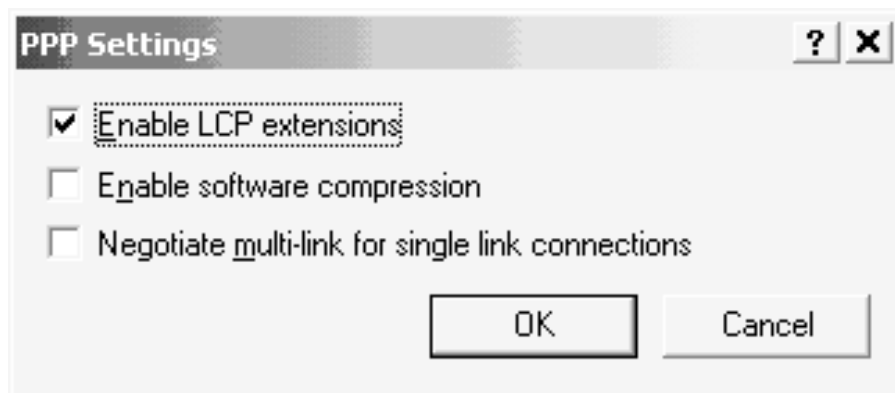 PPP Settings
Enable LCP extensions
Enable software compression
Negotiate multi-link for single link connections
OK Cancel